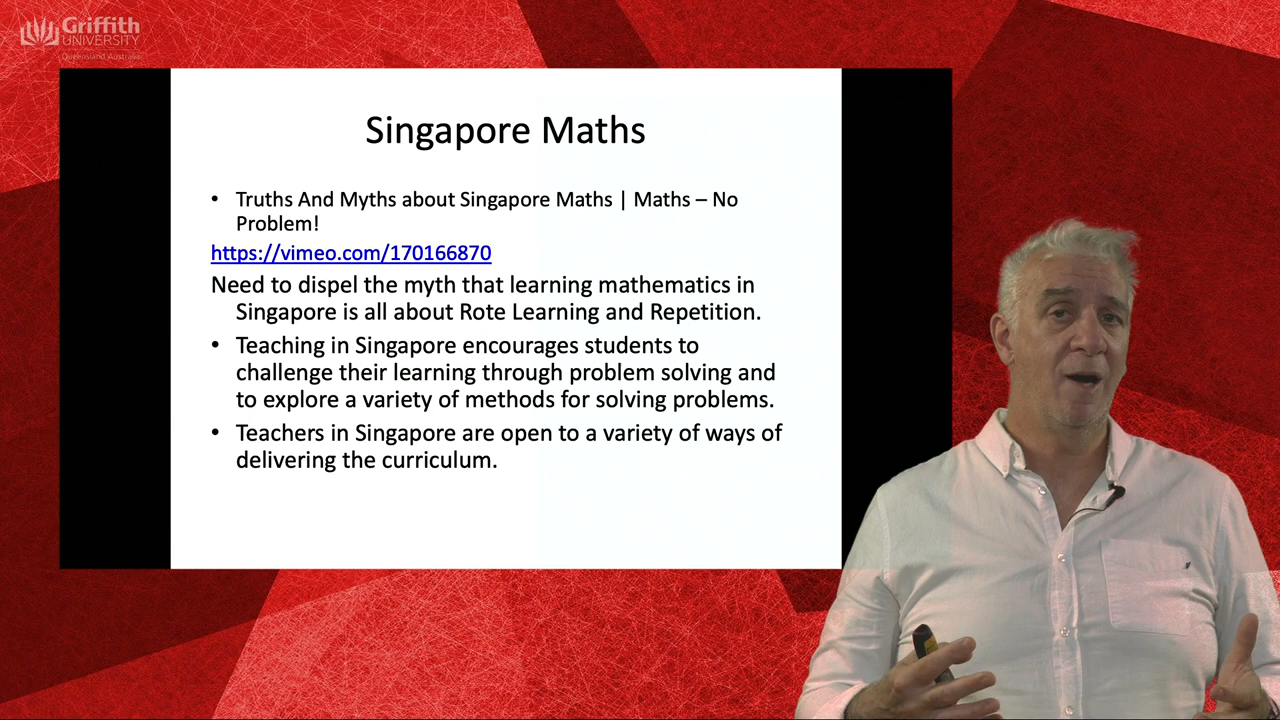 Griffith
UNIVERSITY
Queensland Australia
Singapore Maths
• Truths And Myths about Singapore Maths | Maths – No
Problem!
https://vimeo.com/170166870
Need to dispel the myth that learning mathematics in
Singapore is all about Rote Learning and Repetition.
• Teaching in Singapore encourages students to
challenge their learning through problem solving and
to explore a variety of methods for solving problems.
• Teachers in Singapore are open to a variety of ways of
delivering the curriculum.